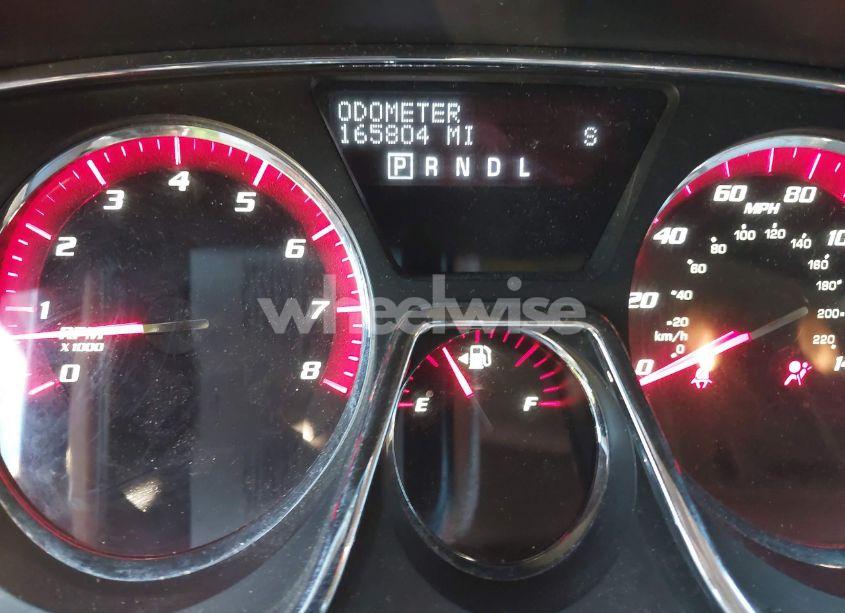 ODOMETER
165804 MI S
P R N D L
0 1 2 3 4 5 6 7 8
RPM
X 1000
wheelwise
E F
0 20 40 60 80
MPH
0 20 40 60 80 100 120 140 160 180 200 220
km/h